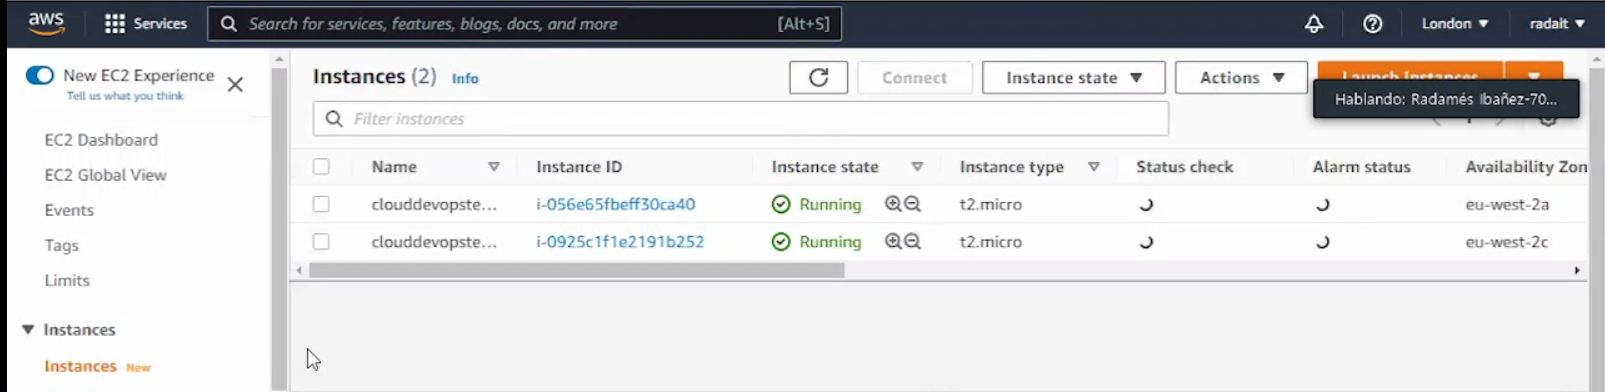 aws Services Search for services, features, blogs, docs, and more [Alt+S] London radait
New EC2 Experience
Tell us what you think
EC2 Dashboard
EC2 Global View
Events
Tags
Limits
Instances
Instances New
Instances (2) Info Connect Instance state Actions Launch instances
Hablando: Radamés Ibañez-70...
Filter instances 1
Name Instance ID Instance state Instance type Status check Alarm status Availability Zon
clouddevopste... i-056e65fbeff30ca40 Running t2.micro eu-west-2a
clouddevopste... i-0925c1f1e2191b252 Running t2.micro eu-west-2c